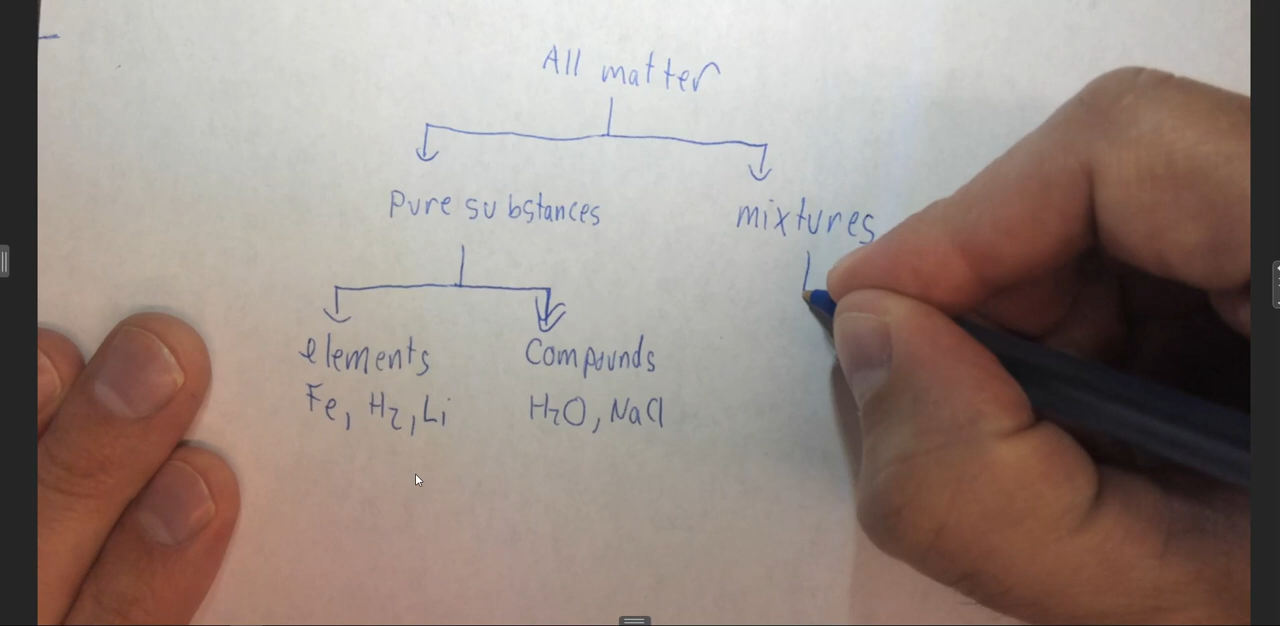 All matter
Pure substances
mixtures
elements
Compounds
Fe, H2, Li
H2O, NaCl